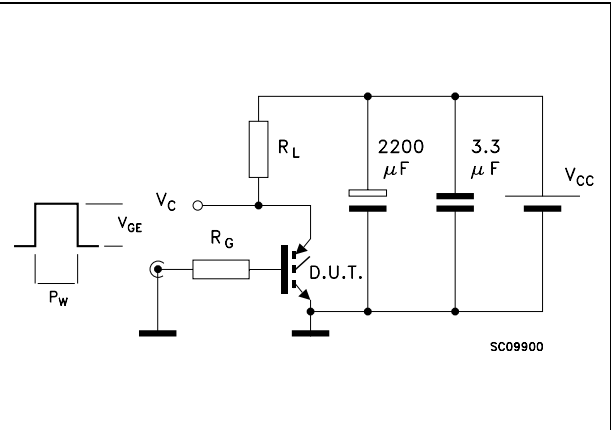 R_L
2200
μF
3.3
μF
V_CC
V_C
V_GE
R_G
D.U.T.
P_W
SC09900